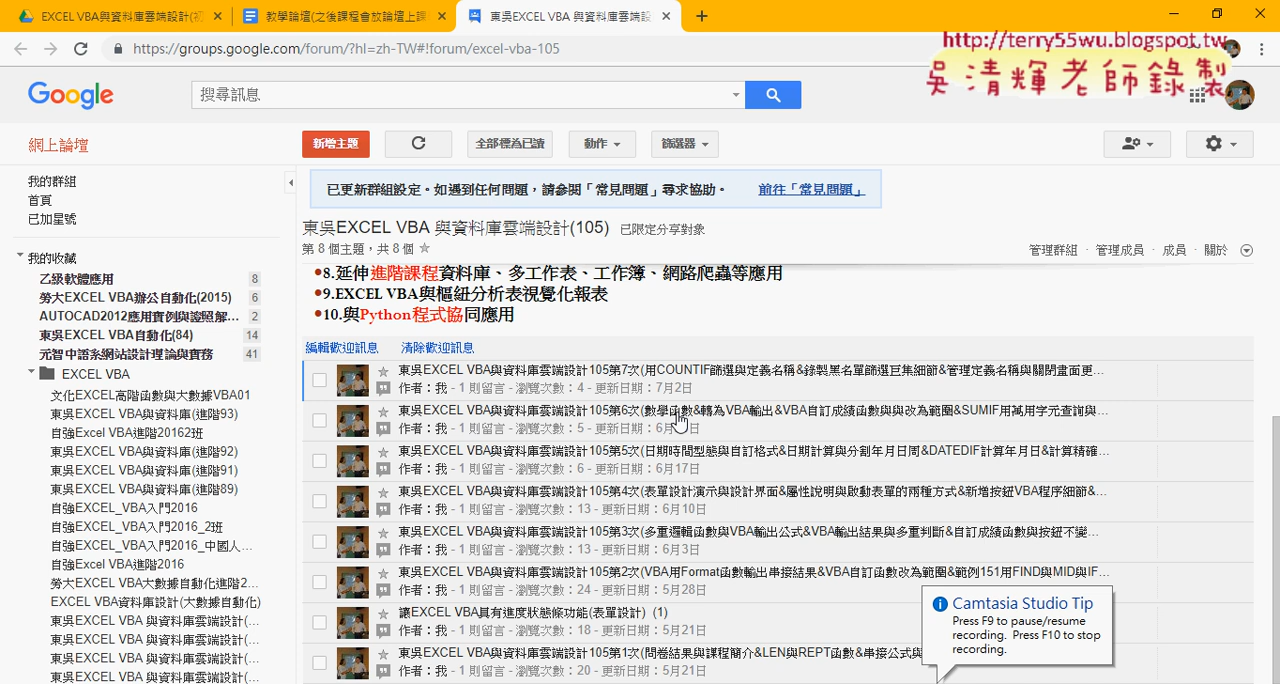 EXCEL VBA與資料庫雲端設計(初
教學論壇(之後課程會放論壇上課
東吳EXCEL VBA 與資料庫雲端設
https://groups.google.com/forum/?hl=zh-TW#!forum/excel-vba-105
http://terry55wu.blogspot.tw
吳清輝老師錄製
Google
搜尋訊息
網上論壇
新增主題
全部標為已讀
動作
篩選器
我的群組
首頁
已加星號
我的收藏
乙級軟體應用 8
勞大EXCEL VBA辦公自動化(2015) 6
AUTOCAD2012應用實例與證照解... 2
東吳EXCEL VBA自動化(84) 14
元智中語系網站設計理論與實務 41
EXCEL VBA
文化EXCEL高階函數與大數據VBA01
東吳EXCEL VBA與資料庫(進階93)
自強Excel VBA進階20162班
東吳EXCEL VBA與資料庫(進階92)
東吳EXCEL VBA與資料庫(進階91)
東吳EXCEL VBA與資料庫(進階89)
自強EXCEL_VBA入門2016
自強EXCEL_VBA入門2016_2班
自強EXCEL_VBA入門2016_中國人...
自強Excel VBA進階2016
勞大EXCEL VBA大數據自動化進階2...
EXCEL VBA資料庫設計(大數據自動化)
東吳EXCEL VBA 與資料庫雲端設計(...
東吳EXCEL VBA 與資料庫雲端設計(...
東吳EXCEL VBA 與資料庫雲端設計(...
東吳EXCEL VBA 與資料庫雲端設計(...
已更新群組設定。如遇到任何問題，請參閱「常見問題」尋求協助。 前往「常見問題」
東吳EXCEL VBA 與資料庫雲端設計(105) 已限定分享對象
第 8 個主題，共 8 個
管理群組 · 管理成員 · 成員 · 關於
●8.延伸進階課程資料庫、多工作表、工作簿、網路爬蟲等應用
●9.EXCEL VBA與樞紐分析表視覺化報表
●10.與Python程式協同應用
編輯歡迎訊息 清除歡迎訊息
東吳EXCEL VBA與資料庫雲端設計105第7次(用COUNTIF篩選與定義名稱&錄製黑名單篩選巨集細節&管理定義名稱與關閉畫面更...
作者：我 - 1 則留言 - 瀏覽次數：4 - 更新日期：7月2日
東吳EXCEL VBA與資料庫雲端設計105第6次(數學函數&轉為VBA輸出&VBA自訂成績函數與與改為範圍&SUMIF用萬用字元查詢與...
作者：我 - 1 則留言 - 瀏覽次數：5 - 更新日期：6月 日
東吳EXCEL VBA與資料庫雲端設計105第5次(日期時間型態與自訂格式&日期計算與分割年月日周&DATEDIF計算年月日&計算精確...
作者：我 - 1 則留言 - 瀏覽次數：6 - 更新日期：6月17日
東吳EXCEL VBA與資料庫雲端設計105第4次(表單設計演示與設計界面&屬性說明與啟動表單的兩種方式&新增按鈕VBA程序細節&...
作者：我 - 1 則留言 - 瀏覽次數：13 - 更新日期：6月10日
東吳EXCEL VBA與資料庫雲端設計105第3次(多重邏輯函數與VBA輸出公式&VBA輸出結果與多重判斷&自訂成績函數與按鈕不變...
作者：我 - 1 則留言 - 瀏覽次數：13 - 更新日期：6月3日
東吳EXCEL VBA與資料庫雲端設計105第2次(VBA用Format函數輸出串接結果&VBA自訂函數改為範圍&範例151用FIND與MID與IF...
作者：我 - 1 則留言 - 瀏覽次數：24 - 更新日期：5月28日
讓EXCEL VBA具有進度狀態條功能(表單設計) (1)
作者：我 - 1 則留言 - 瀏覽次數：18 - 更新日期：5月21日
東吳EXCEL VBA與資料庫雲端設計105第1次(問卷結果與課程簡介&LEN與REPT函數&串接公式與
作者：我 - 1 則留言 - 瀏覽次數：20 - 更新日期：5月21日
Camtasia Studio Tip
Press F9 to pause/resume
recording. Press F10 to stop
recording.